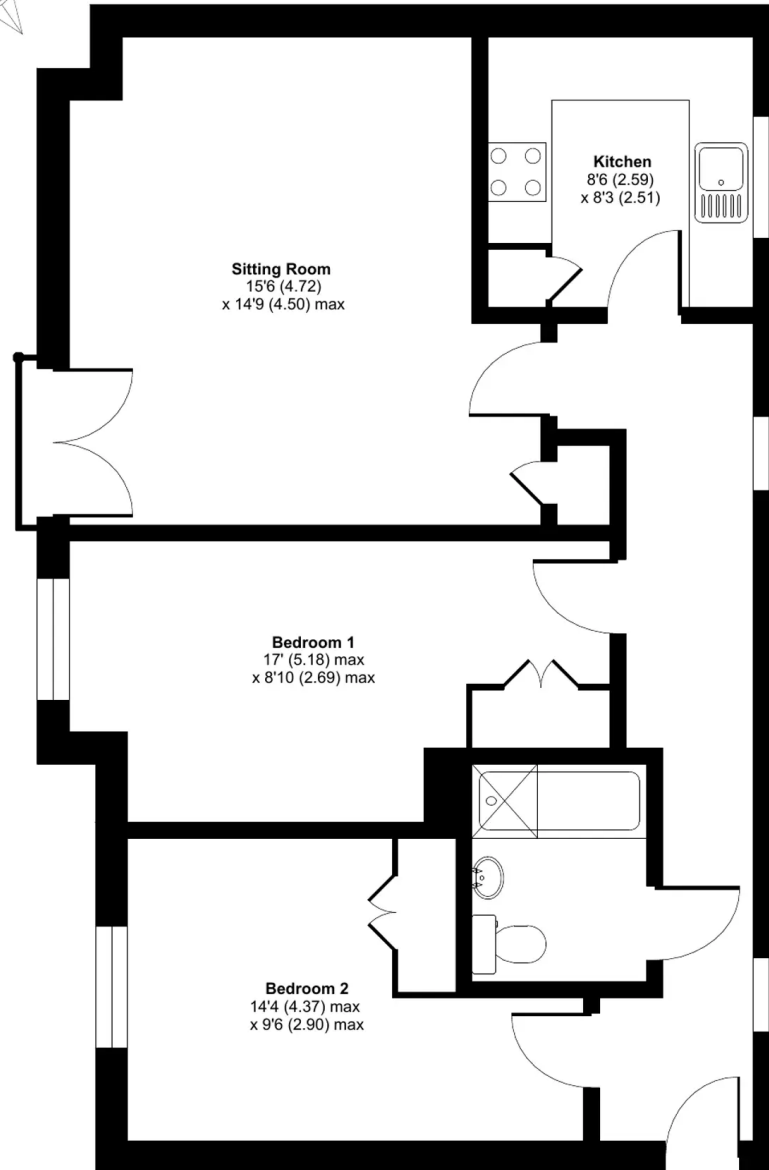 Kitchen
8'6 (2.59)
x 8'3 (2.51)
Sitting Room
15'6 (4.72)
x 14'9 (4.50) max
Bedroom 1
17' (5.18) max
x 8'10 (2.69) max
Bedroom 2
14'4 (4.37) max
x 9'6 (2.90) max